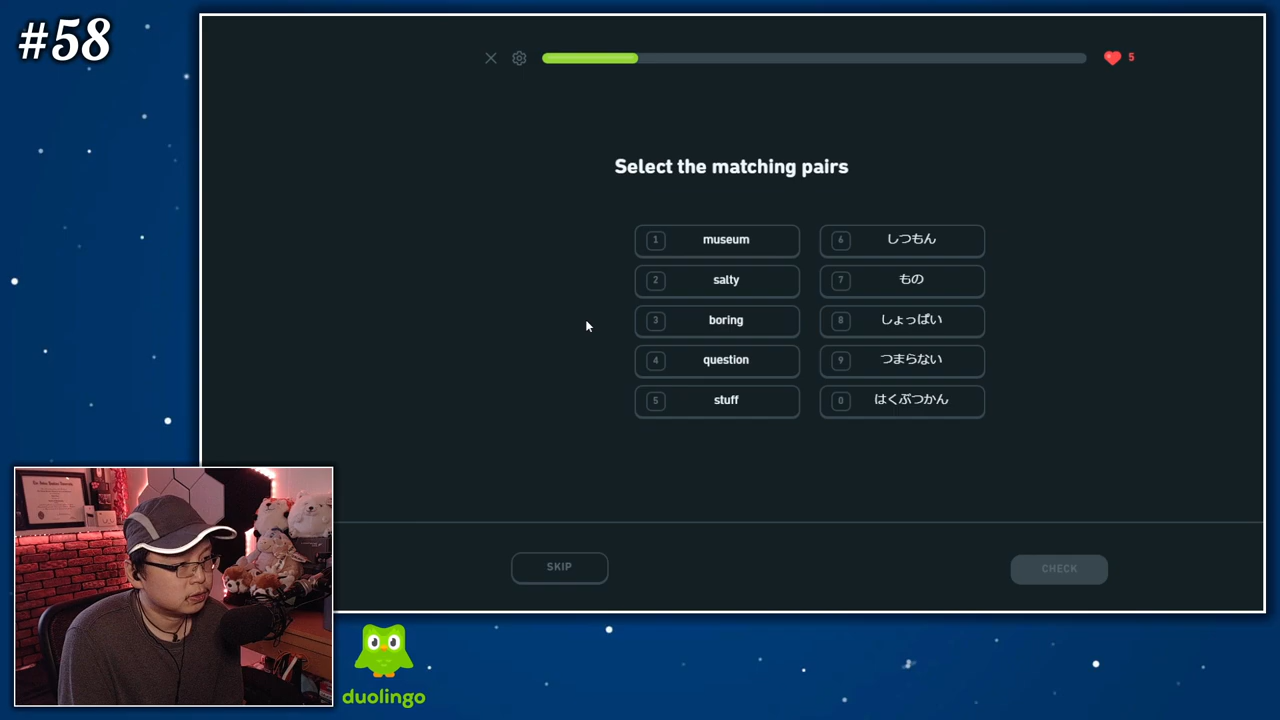 #58
5
Select the matching pairs
1 museum
6 しつもん
2 salty
7 もの
3 boring
8 しょっぱい
4 question
9 つまらない
5 stuff
0 はくぶつかん
SKIP
CHECK
duolingo